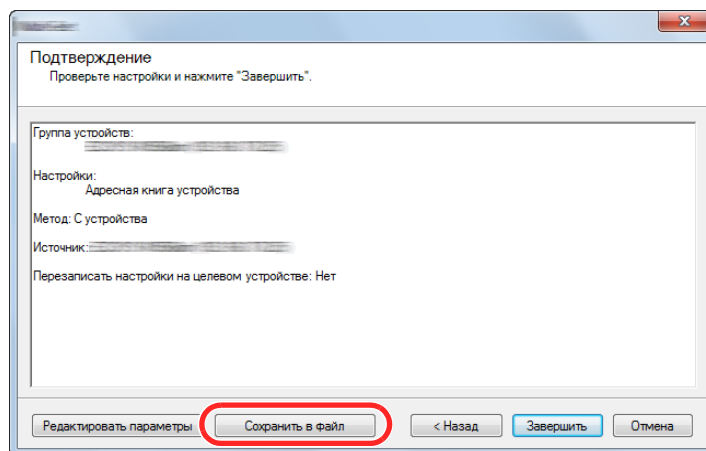 Подтверждение
Проверьте настройки и нажмите "Завершить".
Группа устройств:
Настройки:
Адресная книга устройства
Метод: С устройства
Источник:
Перезаписать настройки на целевом устройстве: Нет
Редактировать параметры Сохранить в файл < Назад Завершить Отмена